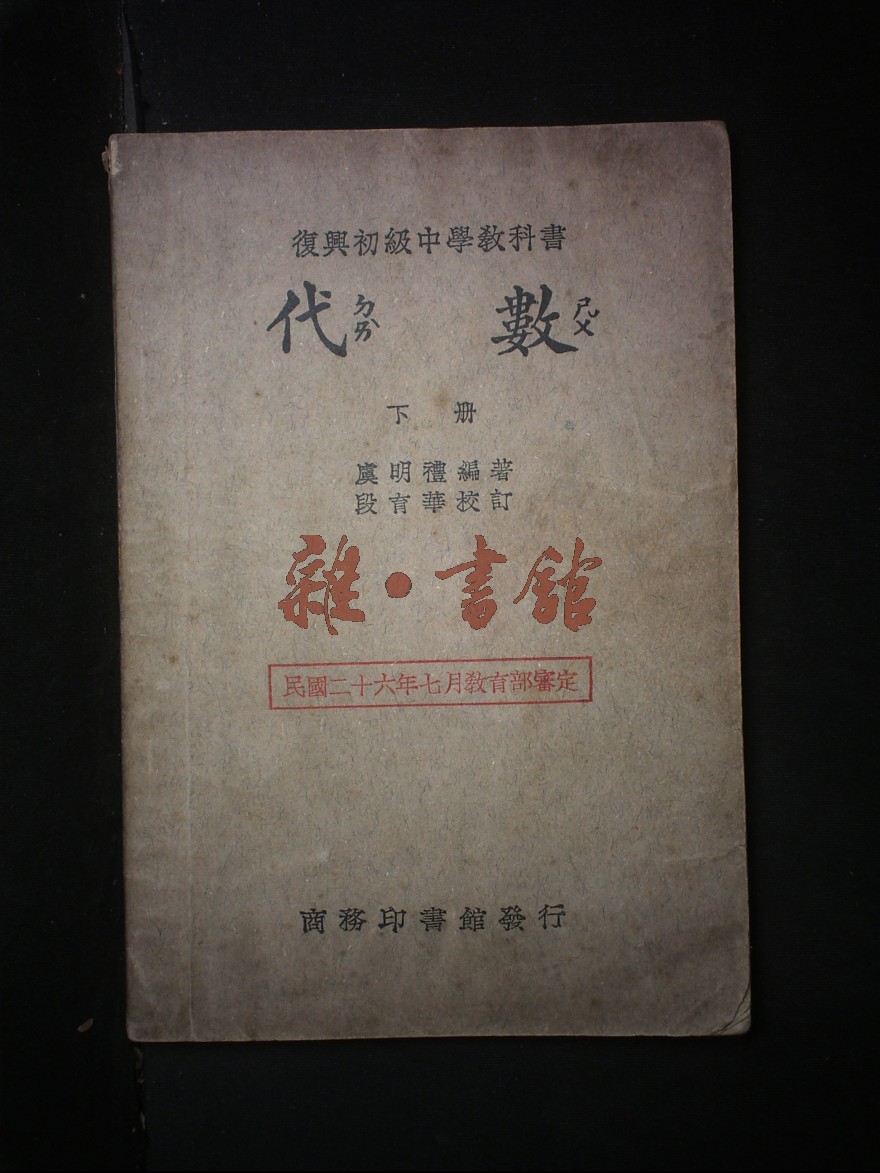 復興初級中學教科書
代ㄉㄞˋ 數ㄕㄨˋ
下册
虞明禮編著
段育華校訂
雜·書館
民國二十六年七月教育部審定
商務印書館發行